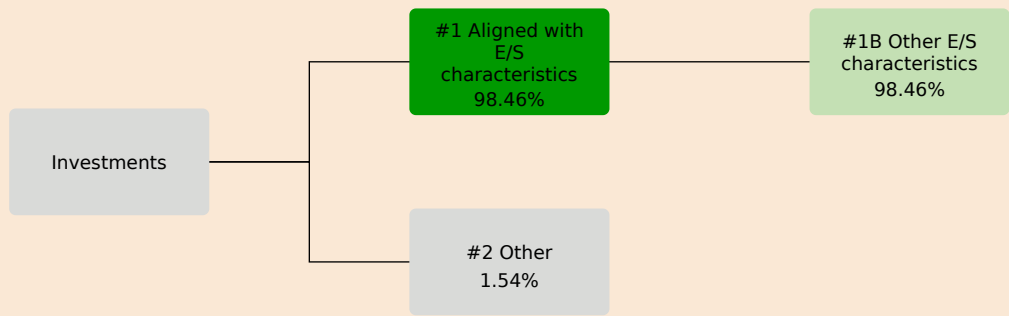 #1 Aligned with
E/S
characteristics
98.46%
#1B Other E/S
characteristics
98.46%
Investments
#2 Other
1.54%